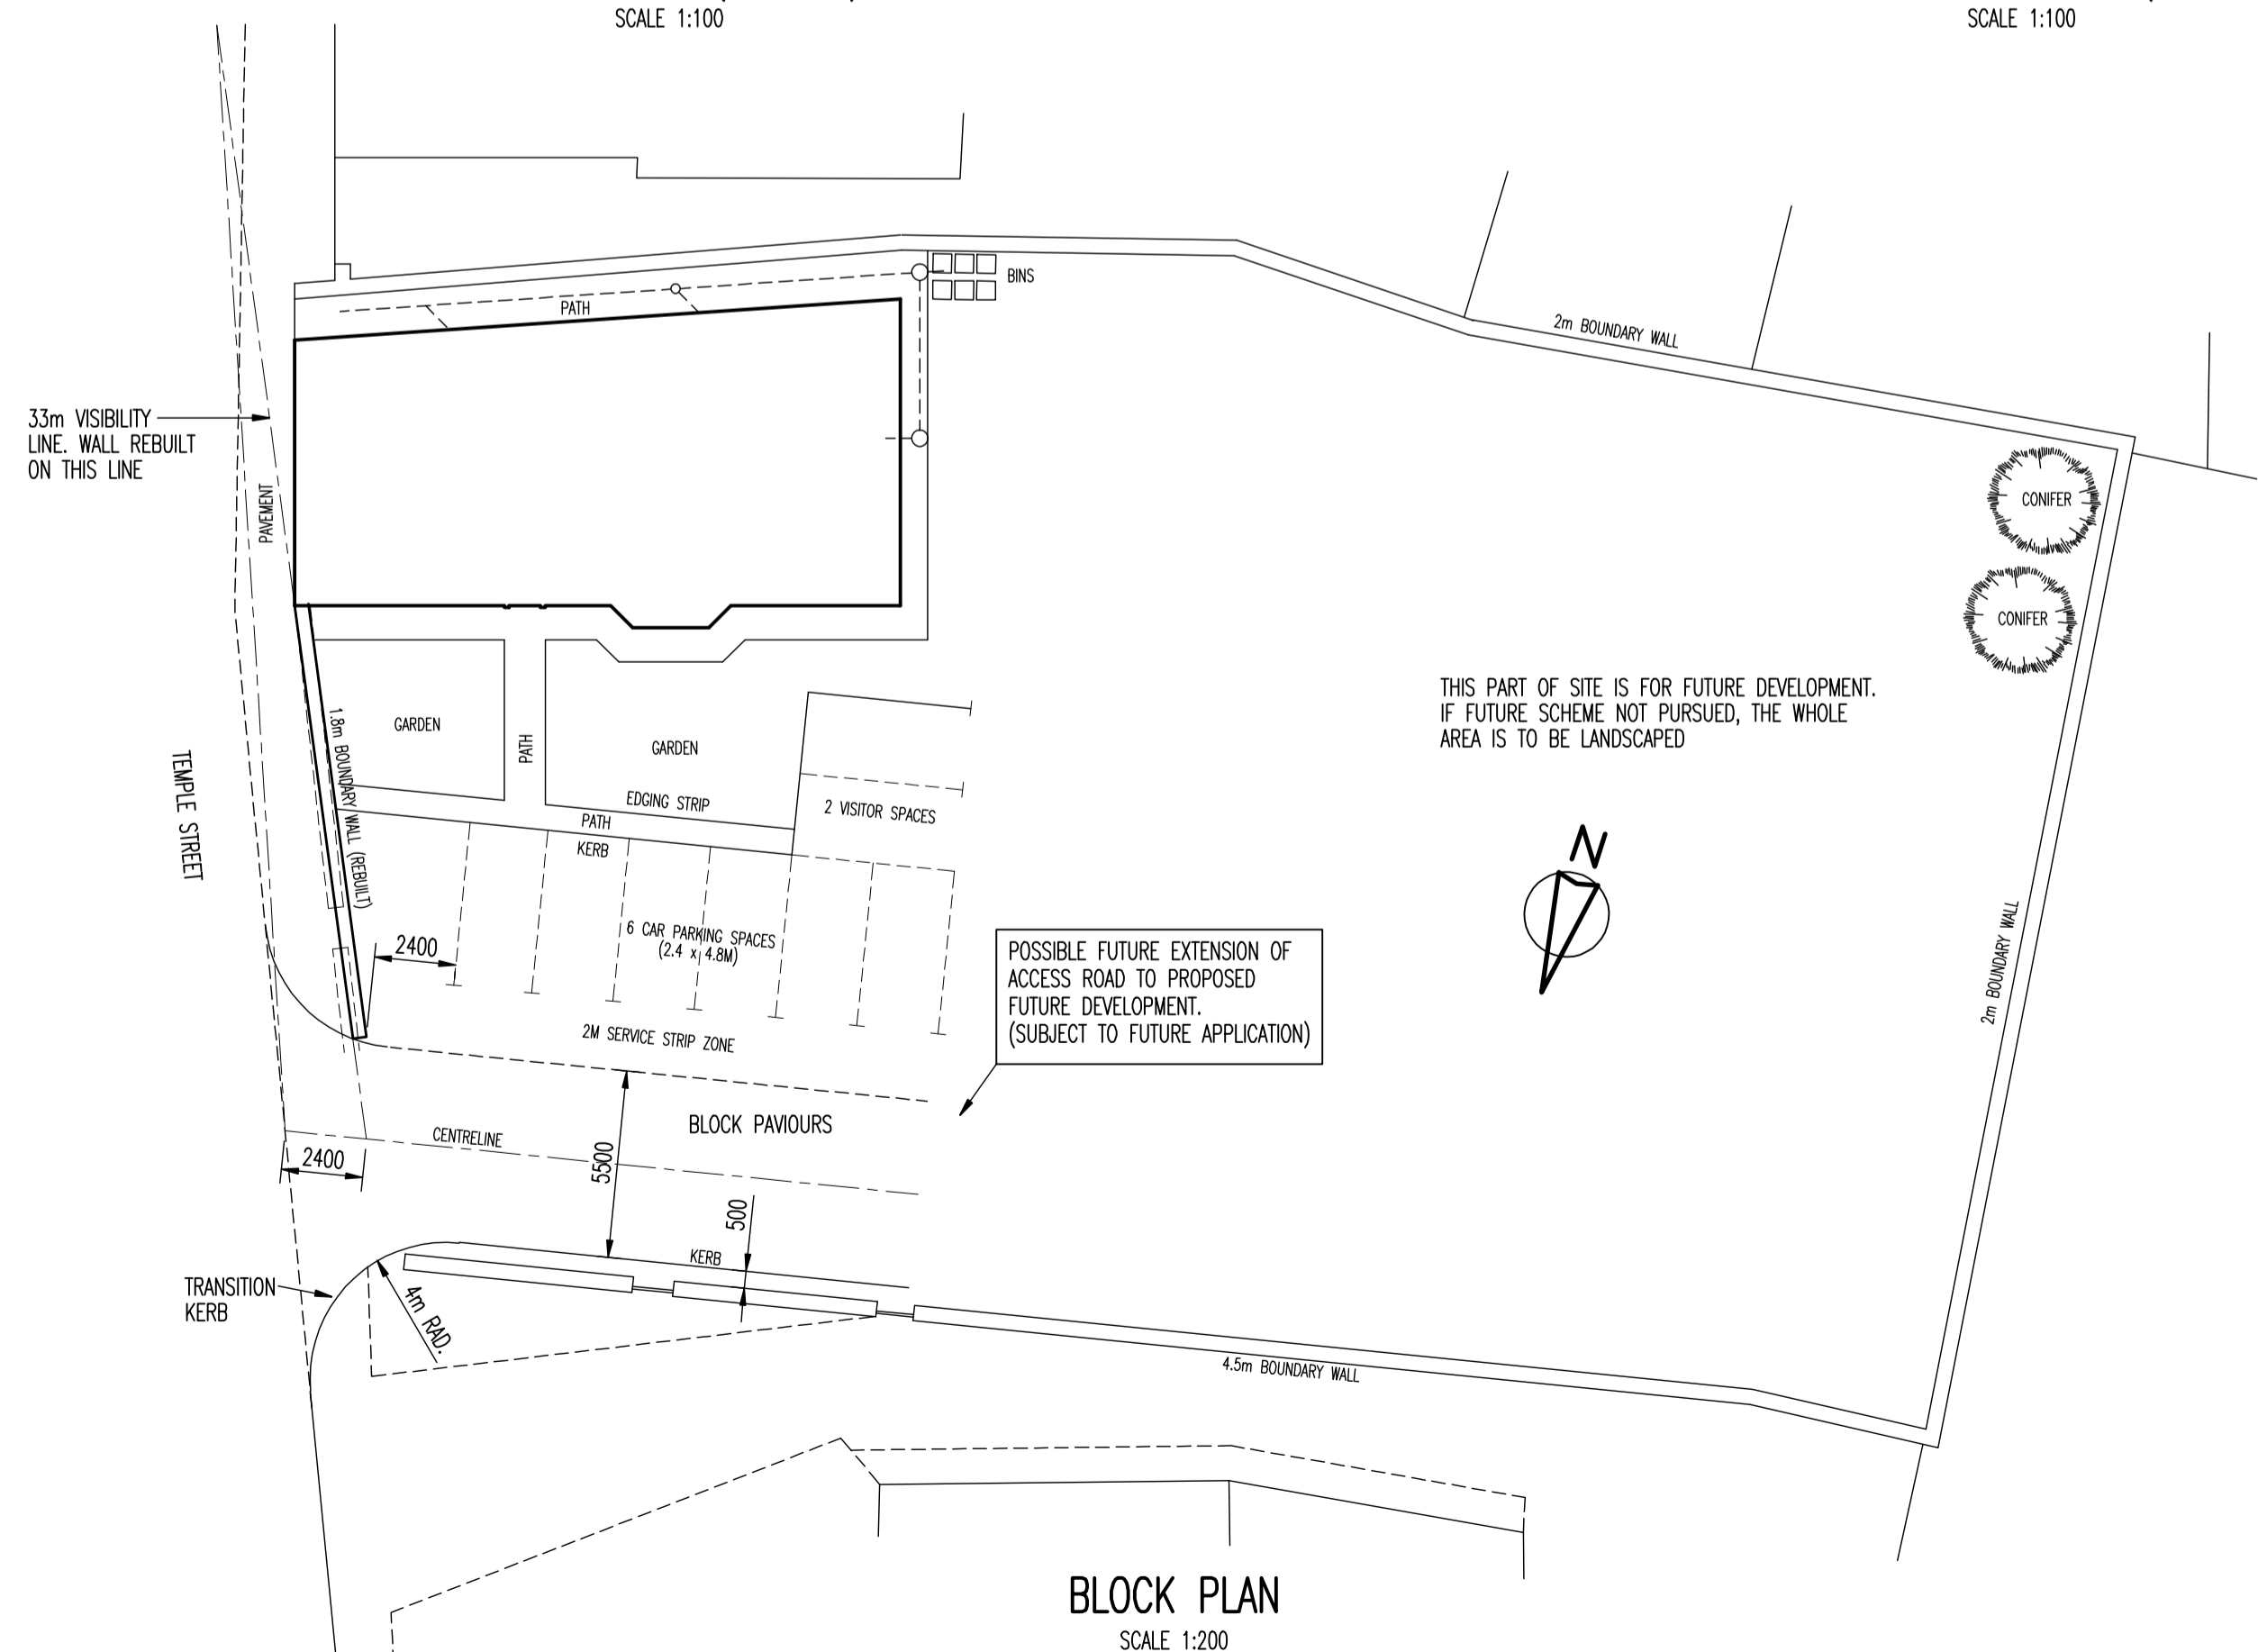 SCALE 1:100
SCALE 1:100
BINS
PATH
2m BOUNDARY WALL
33m VISIBILITY
LINE. WALL REBUILT
ON THIS LINE
PAVEMENT
CONIFER
CONIFER
THIS PART OF SITE IS FOR FUTURE DEVELOPMENT.
IF FUTURE SCHEME NOT PURSUED, THE WHOLE
AREA IS TO BE LANDSCAPED
TEMPLE STREET
1.8m BOUNDARY WALL (REBUILT)
GARDEN
PATH
GARDEN
EDGING STRIP
PATH
KERB
2 VISITOR SPACES
N
6 CAR PARKING SPACES
(2.4 x 4.8M)
2400
2M SERVICE STRIP ZONE
POSSIBLE FUTURE EXTENSION OF
ACCESS ROAD TO PROPOSED
FUTURE DEVELOPMENT.
(SUBJECT TO FUTURE APPLICATION)
2m BOUNDARY WALL
BLOCK PAVIOURS
CENTRELINE
2400
5500
500
KERB
TRANSITION
KERB
4m RAD.
4.5m BOUNDARY WALL
BLOCK PLAN
SCALE 1:200